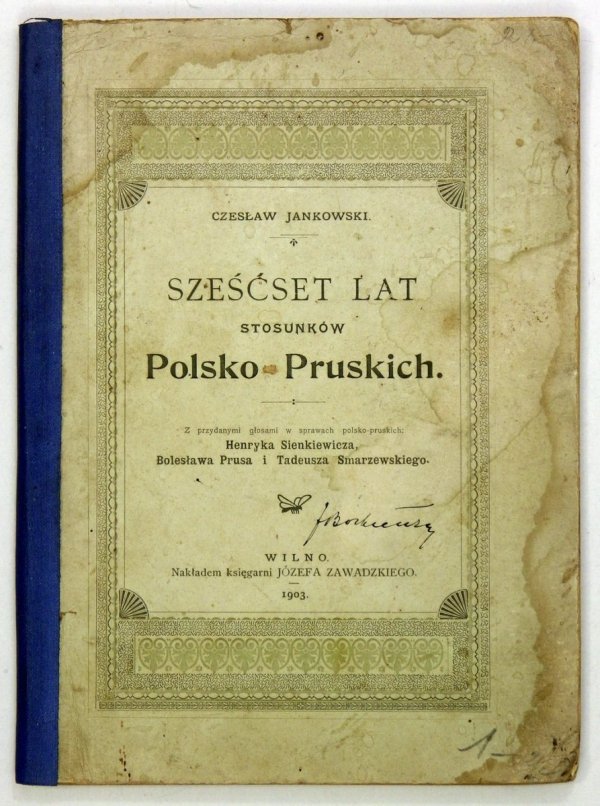 CZESŁAW JANKOWSKI.
SZEŚĆSET LAT
STOSUNKÓW
Polsko-Pruskich.
Z przydanymi głosami w sprawach polsko-pruskich:
Henryka Sienkiewicza,
Bolesława Prusa i Tadeusza Smarzewskiego.
WILNO.
Nakładem księgarni JÓZEFA ZAWADZKIEGO.
1903.